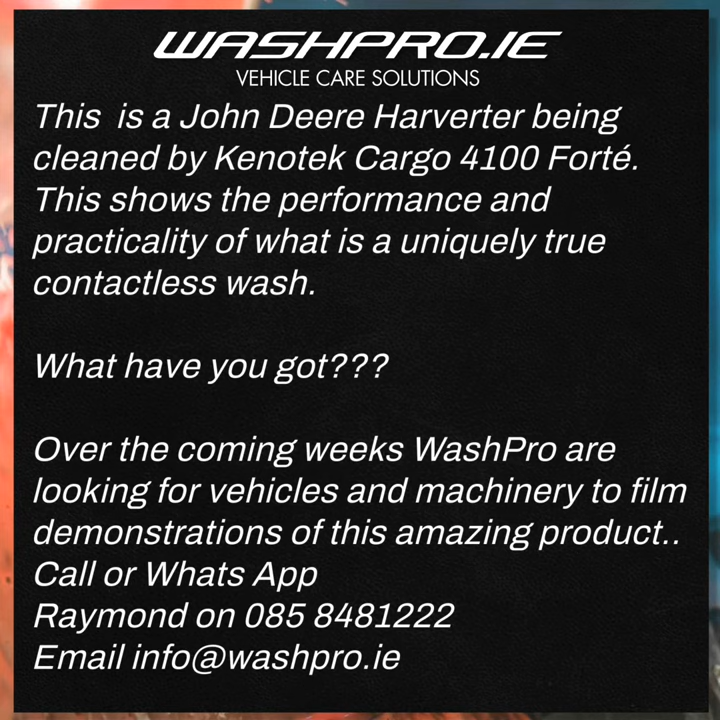 WASHPRO.IE
VEHICLE CARE SOLUTIONS
This is a John Deere Harverter being
cleaned by Kenotek Cargo 4100 Forté.
This shows the performance and
practicality of what is a uniquely true
contactless wash.
What have you got???
Over the coming weeks WashPro are
looking for vehicles and machinery to film
demonstrations of this amazing product..
Call or Whats App
Raymond on 085 8481222
Email info@washpro.ie